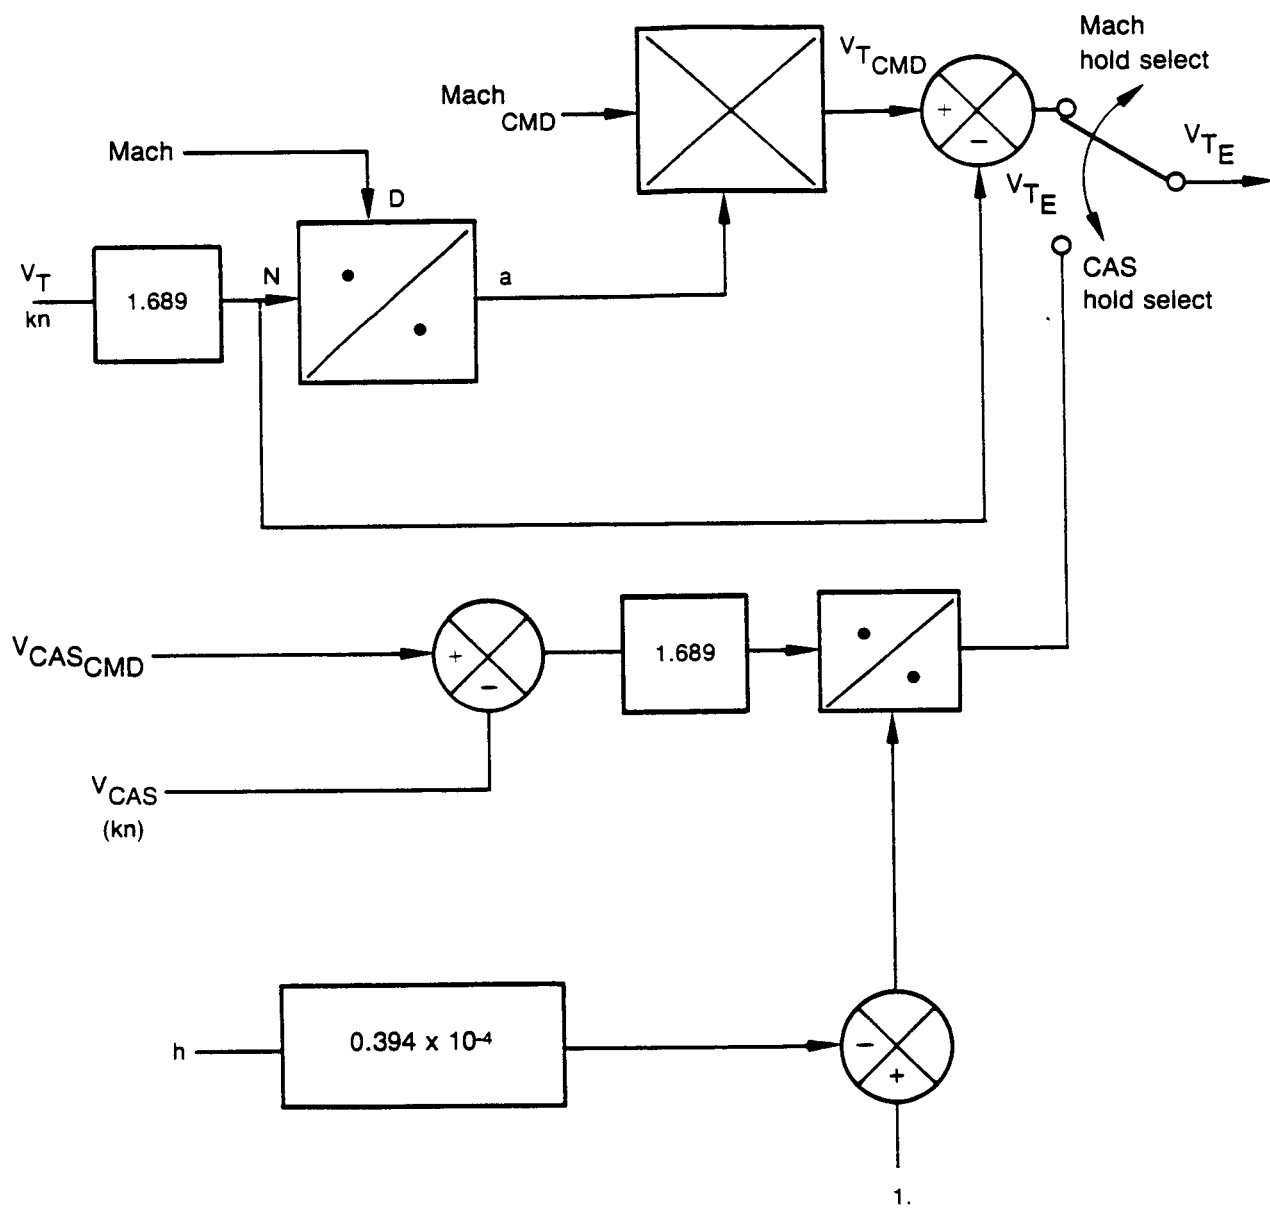 Mach
hold select
V_T_CMD
Mach
CMD
+
−
V_T_E
V_T_E
Mach
D
CAS
hold select
V_T
kn
1.689
N
a
V_CAS_CMD
+
−
1.689
V_CAS
(kn)
h
0.394 x 10-4
−
+
1.